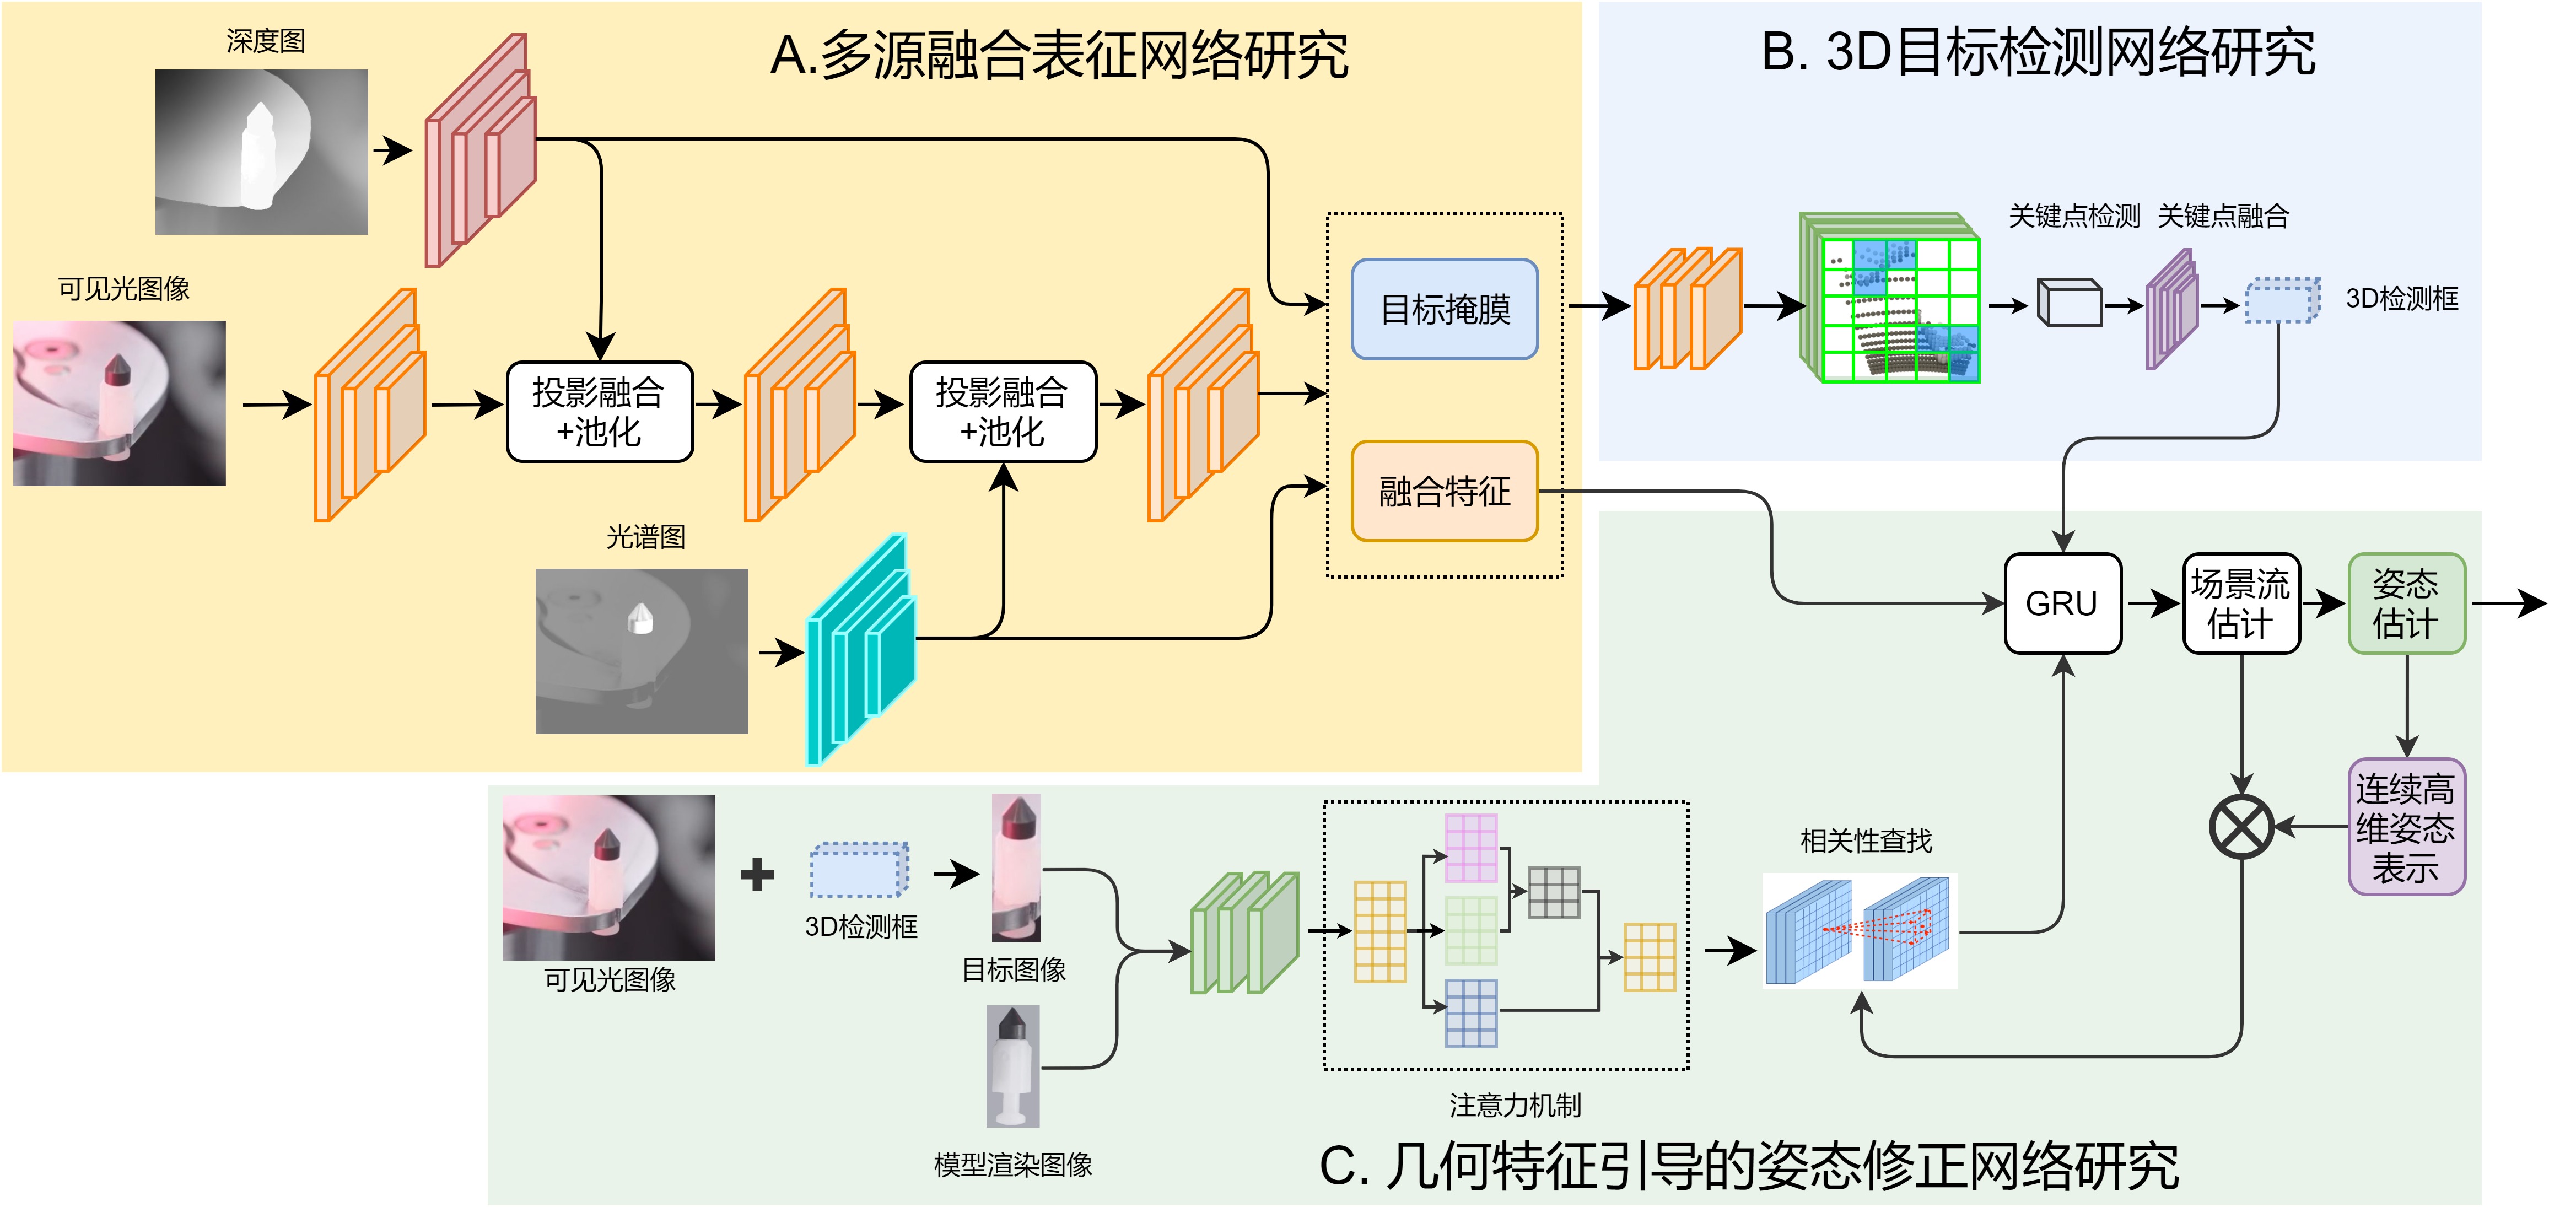 A.多源融合表征网络研究
深度图
可见光图像
投影融合
+池化
投影融合
+池化
光谱图
目标掩膜
融合特征
B. 3D目标检测网络研究
关键点检测
关键点融合
3D检测框
GRU
场景流
估计
姿态
估计
连续高
维姿态
表示
相关性查找
可见光图像
3D检测框
目标图像
模型渲染图像
注意力机制
C. 几何特征引导的姿态修正网络研究